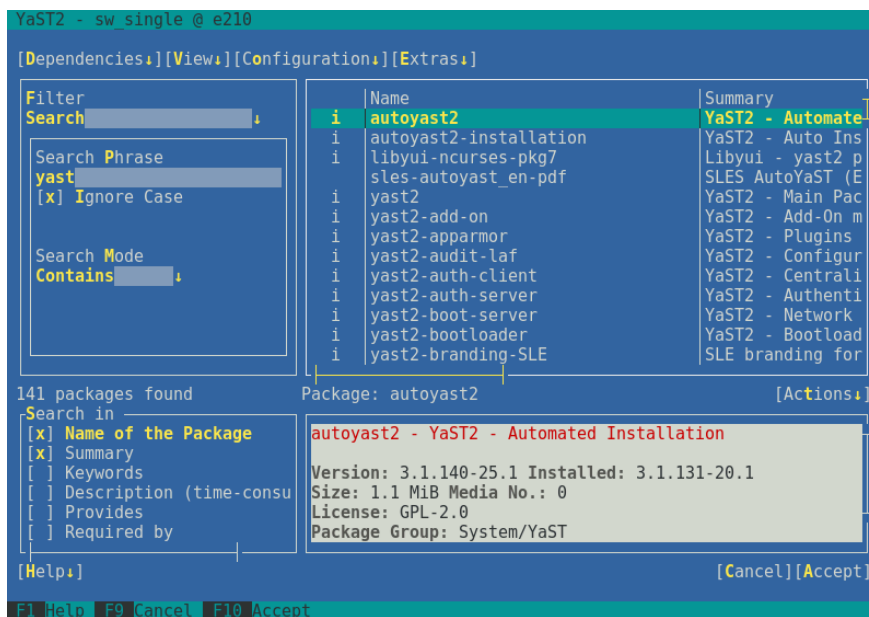 YaST2 - sw_single @ e210
[Dependencies↓][View↓][Configuration↓][Extras↓]
Filter
Search ↓
Search Phrase
yast
[x] Ignore Case
Search Mode
Contains ↓
Name Summary
i autoyast2 YaST2 - Automate
i autoyast2-installation YaST2 - Auto Ins
i libyui-ncurses-pkg7 Libyui - yast2 p
sles-autoyast_en-pdf SLES AutoYaST (E
i yast2 YaST2 - Main Pac
i yast2-add-on YaST2 - Add-On m
i yast2-apparmor YaST2 - Plugins
i yast2-audit-laf YaST2 - Configur
i yast2-auth-client YaST2 - Centrali
i yast2-auth-server YaST2 - Authenti
i yast2-boot-server YaST2 - Network
i yast2-bootloader YaST2 - Bootload
i yast2-branding-SLE SLE branding for
141 packages found
Package: autoyast2 [Actions↓]
Search in
[x] Name of the Package
[x] Summary
[ ] Keywords
[ ] Description (time-consu
[ ] Provides
[ ] Required by
autoyast2 - YaST2 - Automated Installation
Version: 3.1.140-25.1 Installed: 3.1.131-20.1
Size: 1.1 MiB Media No.: 0
License: GPL-2.0
Package Group: System/YaST
[Help↓] [Cancel][Accept]
F1 Help F9 Cancel F10 Accept